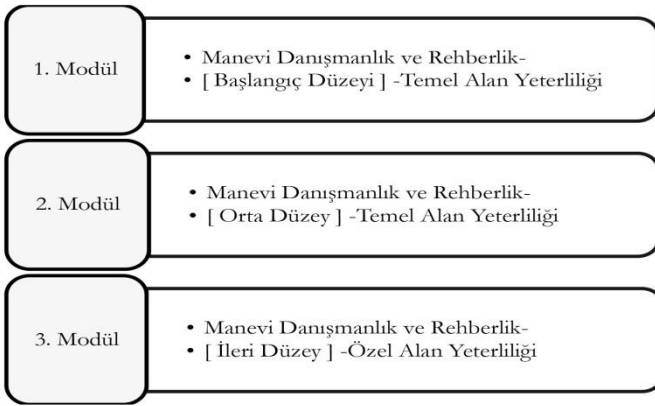 1. Modül
• Manevi Danışmanlık ve Rehberlik-
• [ Başlangıç Düzeyi ] -Temel Alan Yeterliliği
2. Modül
• Manevi Danışmanlık ve Rehberlik-
• [ Orta Düzey ] -Temel Alan Yeterliliği
3. Modül
• Manevi Danışmanlık ve Rehberlik-
• [ İleri Düzey ] -Özel Alan Yeterliliği